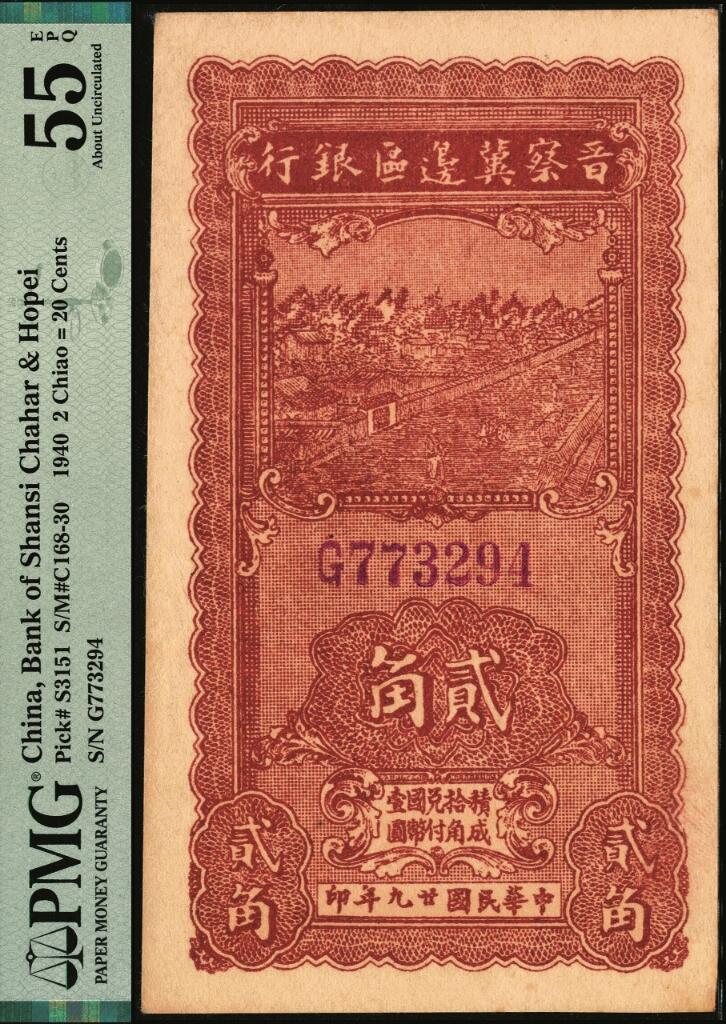 PMG®
PAPER MONEY GUARANTY
China, Bank of Shansi Chahar & Hopei
Pick# S3151 S/M#C168-30 1940 2 Chiao = 20 Cents
S/N G773294
55
EPQ
About Uncirculated
晉察冀邊區銀行
G773294
貳角
積成
拾角
兌付
國幣
壹圓
貳角
貳角
中華民國廿九年印